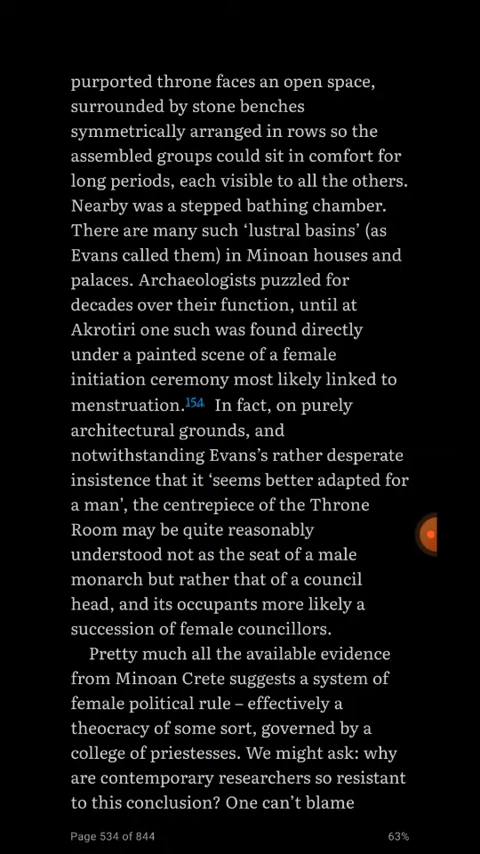 purported throne faces an open space,
surrounded by stone benches
symmetrically arranged in rows so the
assembled groups could sit in comfort for
long periods, each visible to all the others.
Nearby was a stepped bathing chamber.
There are many such ‘lustral basins’ (as
Evans called them) in Minoan houses and
palaces. Archaeologists puzzled for
decades over their function, until at
Akrotiri one such was found directly
under a painted scene of a female
initiation ceremony most likely linked to
menstruation.154 In fact, on purely
architectural grounds, and
notwithstanding Evans’s rather desperate
insistence that it ‘seems better adapted for
a man’, the centrepiece of the Throne
Room may be quite reasonably
understood not as the seat of a male
monarch but rather that of a council
head, and its occupants more likely a
succession of female councillors.
Pretty much all the available evidence
from Minoan Crete suggests a system of
female political rule – effectively a
theocracy of some sort, governed by a
college of priestesses. We might ask: why
are contemporary researchers so resistant
to this conclusion? One can’t blame
Page 534 of 844 63%